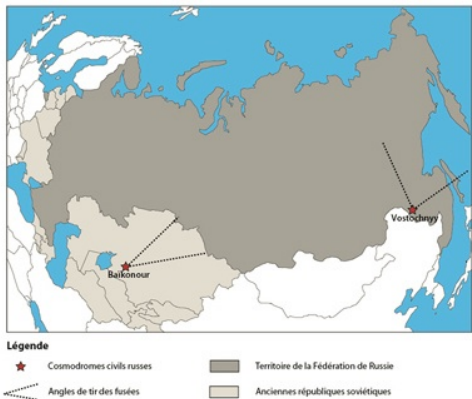 Vostochnyy
Baïkonour
Légende
Cosmodromes civils russes
Territoire de la Fédération de Russie
Angles de tir des fusées
Anciennes républiques soviétiques